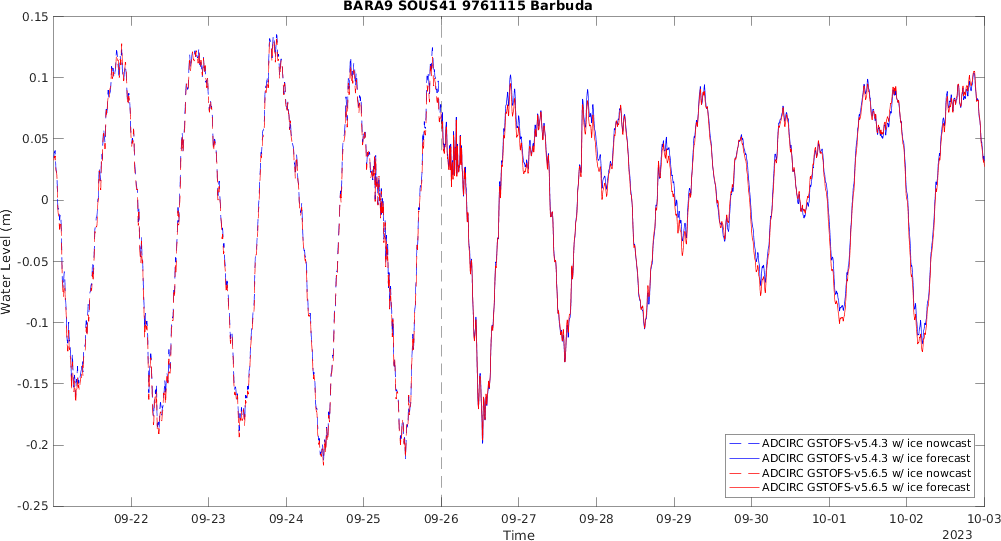 BARA9 SOUS41 9761115 Barbuda
0.15
0.1
0.05
0
-0.05
-0.1
-0.15
-0.2
-0.25
Water Level (m)
ADCIRC GSTOFS-v5.4.3 w/ ice nowcast
ADCIRC GSTOFS-v5.4.3 w/ ice forecast
ADCIRC GSTOFS-v5.6.5 w/ ice nowcast
ADCIRC GSTOFS-v5.6.5 w/ ice forecast
09-22 09-23 09-24 09-25 09-26 09-27 09-28 09-29 09-30 10-01 10-02 10-03
Time
2023